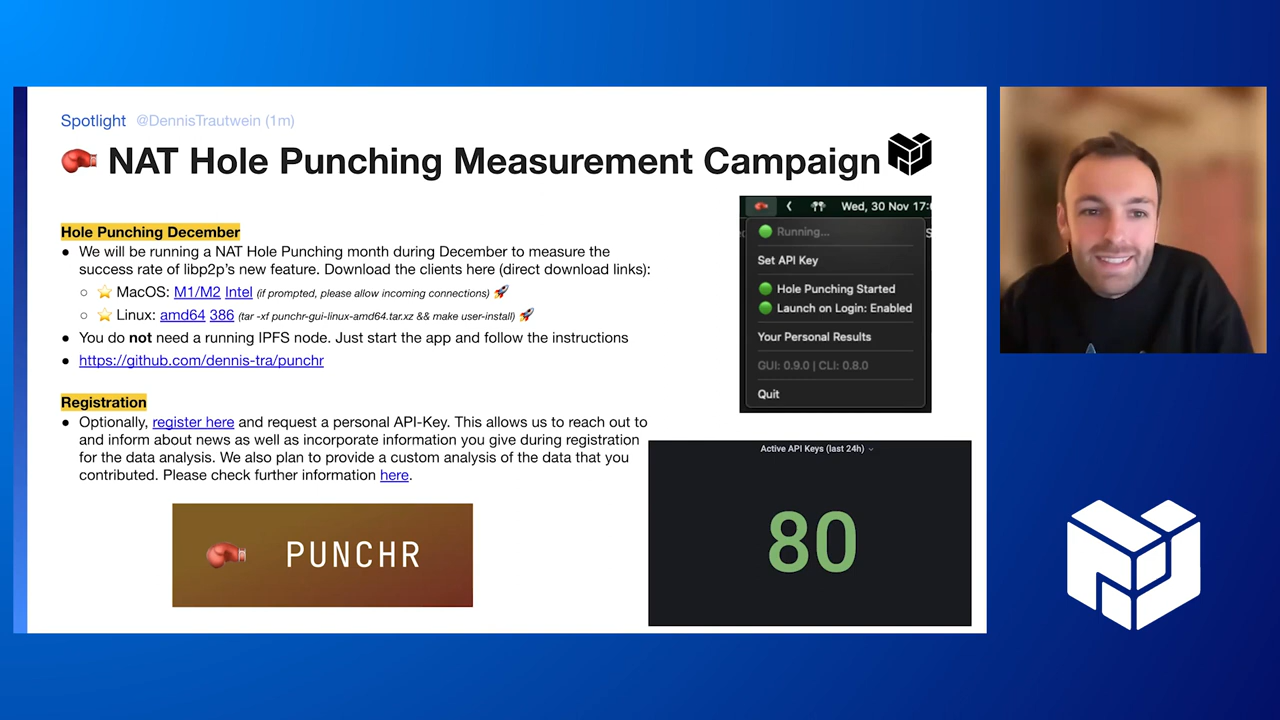 Spotlight @DennisTrautwein (1m)
NAT Hole Punching Measurement Campaign
Hole Punching December
● We will be running a NAT Hole Punching month during December to measure the
success rate of libp2p's new feature. Download the clients here (direct download links):
○ MacOS: M1/M2 Intel (if prompted, please allow incoming connections)
○ Linux: amd64 386 (tar -xf punchr-gui-linux-amd64.tar.xz && make user-install)
● You do not need a running IPFS node. Just start the app and follow the instructions
● https://github.com/dennis-tra/punchr
Registration
● Optionally, register here and request a personal API-Key. This allows us to reach out to
and inform about news as well as incorporate information you give during registration
for the data analysis. We also plan to provide a custom analysis of the data that you
contributed. Please check further information here.
PUNCHR
Wed, 30 Nov 17:
Running...
Set API Key
Hole Punching Started
Launch on Login: Enabled
Your Personal Results
GUI: 0.9.0 | CLI: 0.8.0
Quit
Active API Keys (last 24h)
80